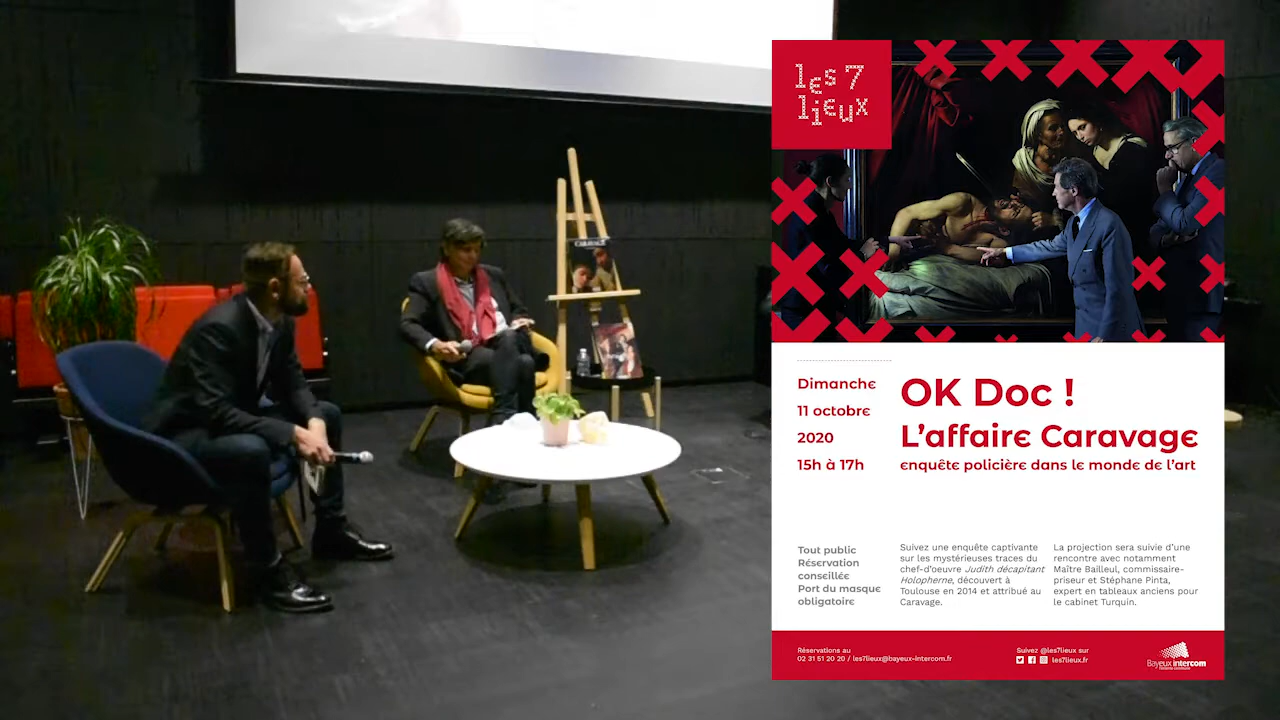 CARAVAGE
les 7
lieux
Dimanche
11 octobre
2020
15h à 17h
OK Doc !
L'affaire Caravage
enquête policière dans le monde de l'art
Tout public
Réservation
conseillée
Port du masque
obligatoire
Suivez une enquête captivante
sur les mystérieuses traces du
chef-d'oeuvre Judith décapitant
Holopherne, découvert à
Toulouse en 2014 et attribué au
Caravage.
La projection sera suivie d'une
rencontre avec notamment
Maître Bailleul, commissaire-
priseur et Stéphane Pinta,
expert en tableaux anciens pour
le cabinet Turquin.
Réservations au
02 31 51 20 20 / les7lieux@bayeux-intercom.fr
Suivez @les7lieux sur
les7lieux.fr
Bayeux intercom